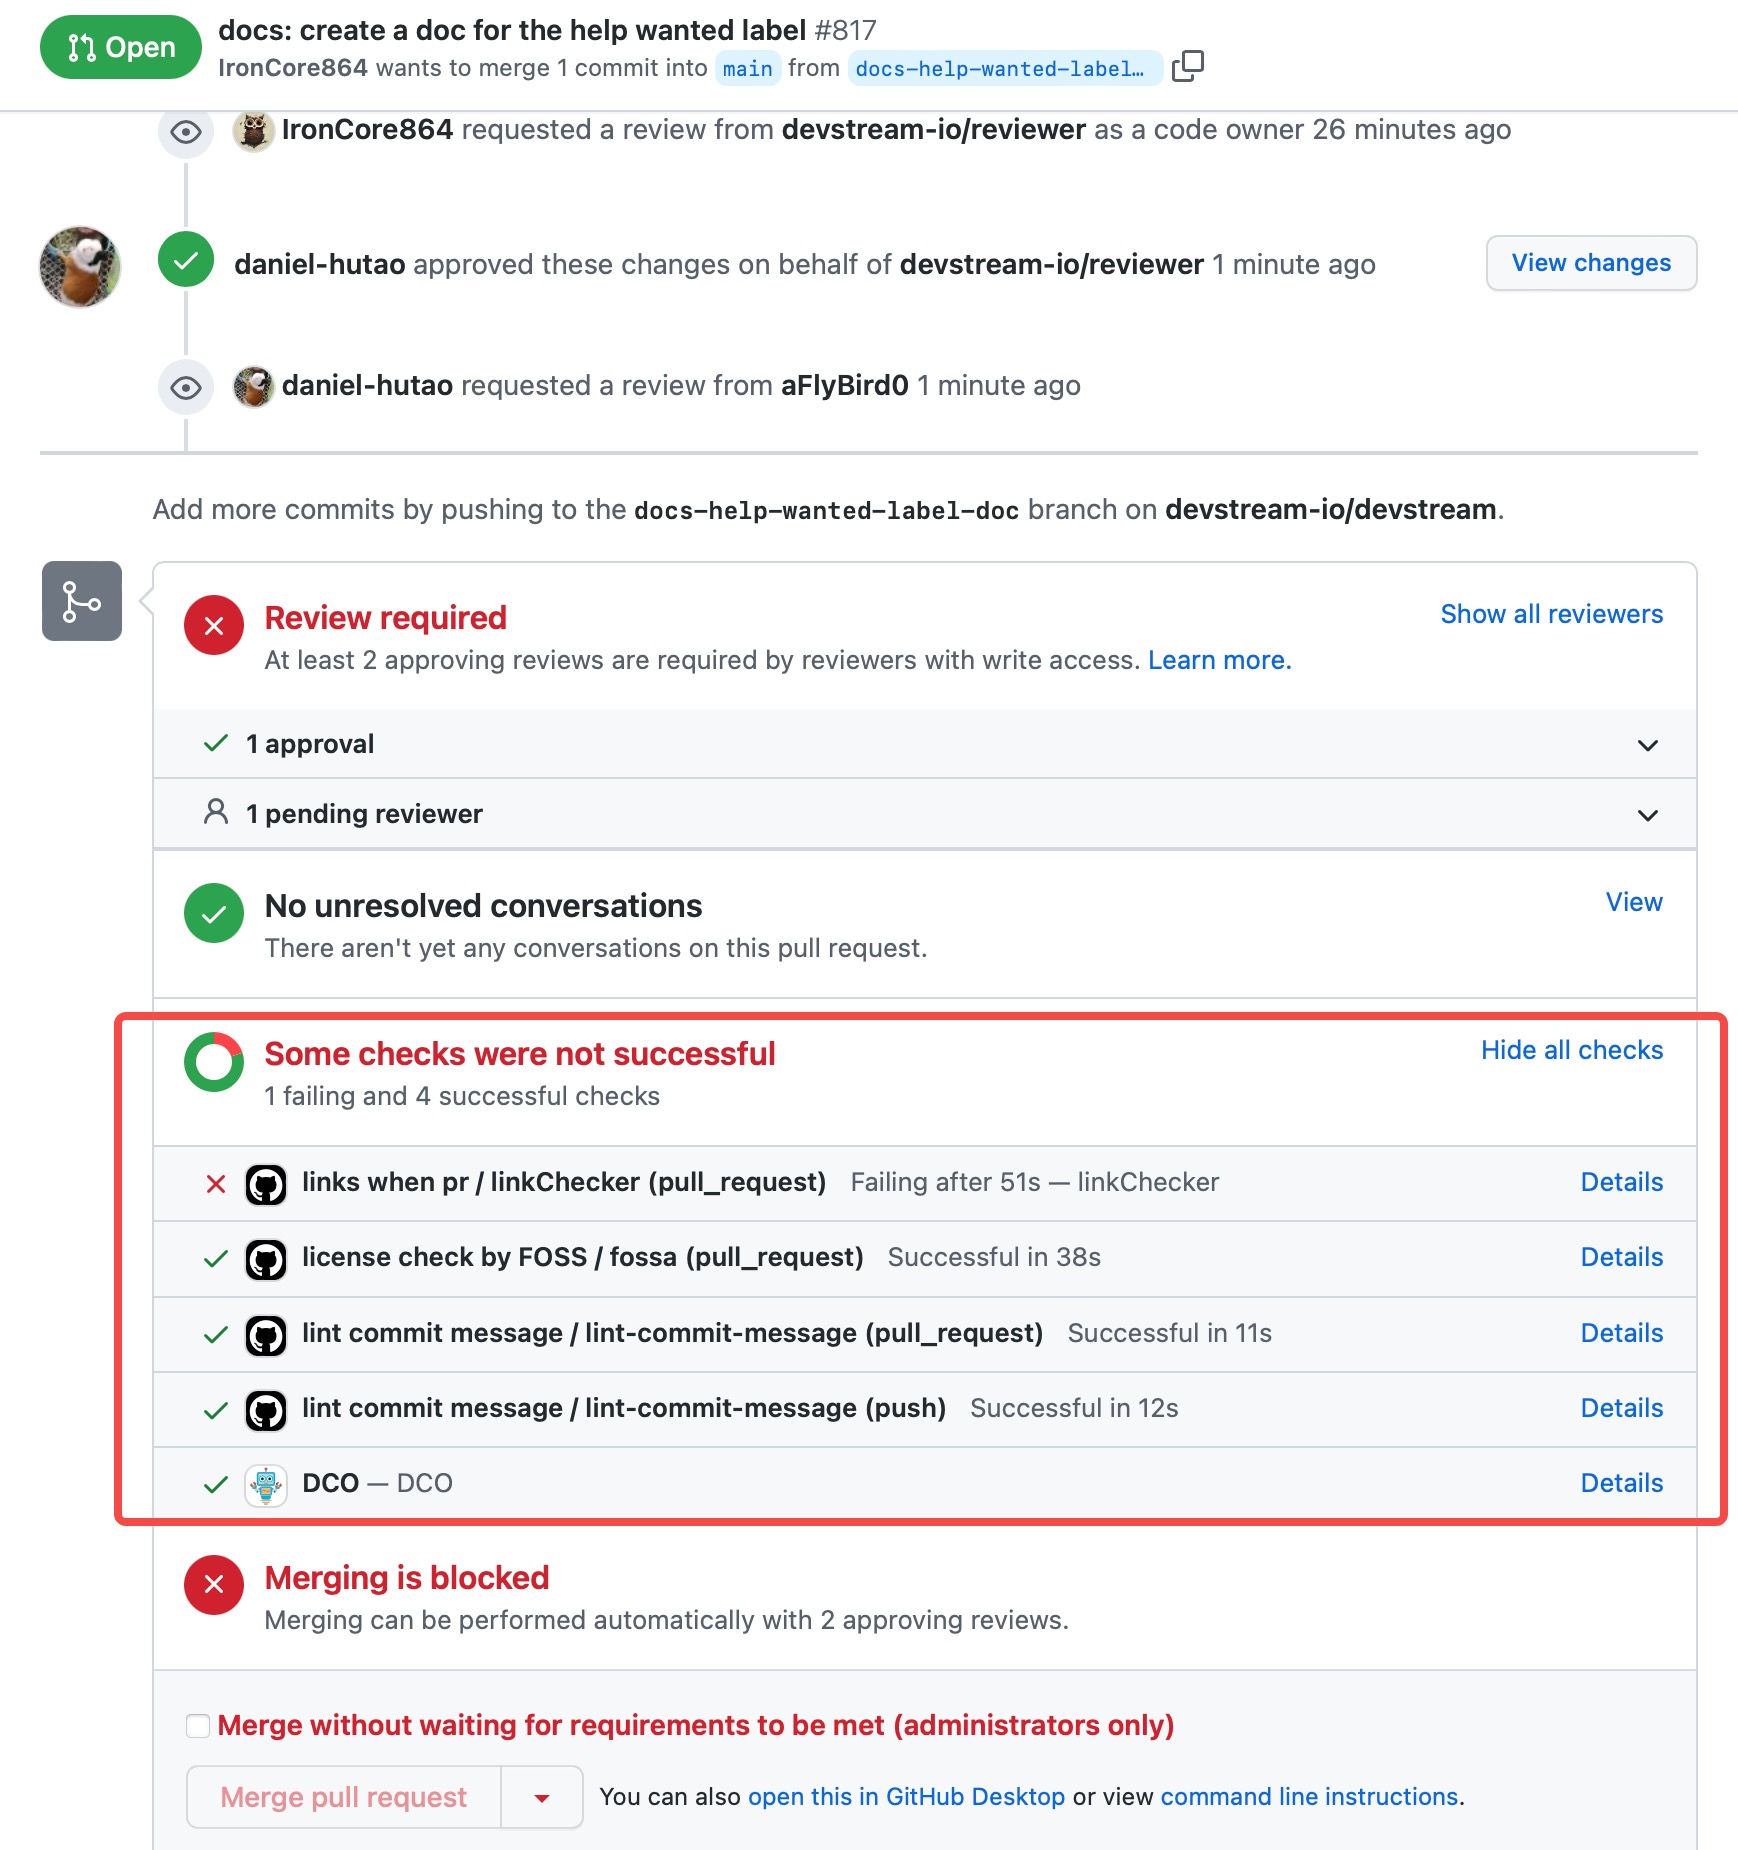 Open
docs: create a doc for the help wanted label #817
IronCore864 wants to merge 1 commit into main from docs-help-wanted-label…
IronCore864 requested a review from devstream-io/reviewer as a code owner 26 minutes ago
daniel-hutao approved these changes on behalf of devstream-io/reviewer 1 minute ago
View changes
daniel-hutao requested a review from aFlyBird0 1 minute ago
Add more commits by pushing to the docs-help-wanted-label-doc branch on devstream-io/devstream.
Review required
Show all reviewers
At least 2 approving reviews are required by reviewers with write access. Learn more.
1 approval
1 pending reviewer
No unresolved conversations
View
There aren't yet any conversations on this pull request.
Some checks were not successful
Hide all checks
1 failing and 4 successful checks
links when pr / linkChecker (pull_request) Failing after 51s — linkChecker Details
license check by FOSS / fossa (pull_request) Successful in 38s Details
lint commit message / lint-commit-message (pull_request) Successful in 11s Details
lint commit message / lint-commit-message (push) Successful in 12s Details
DCO — DCO Details
Merging is blocked
Merging can be performed automatically with 2 approving reviews.
Merge without waiting for requirements to be met (administrators only)
Merge pull request
You can also open this in GitHub Desktop or view command line instructions.